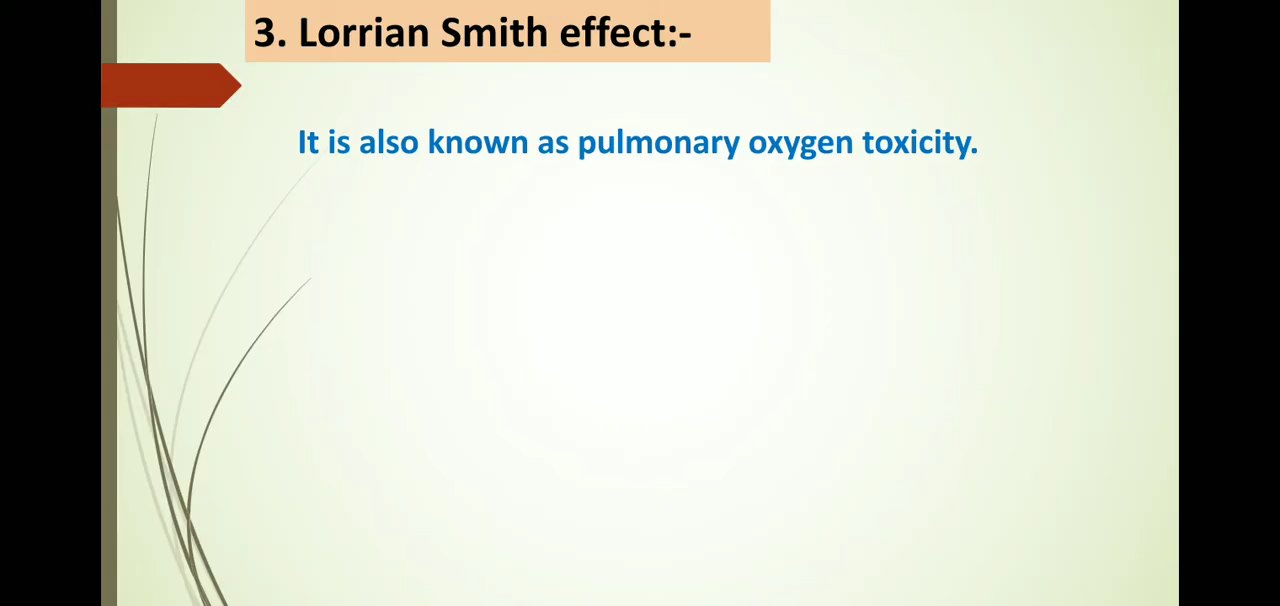 3. Lorrian Smith effect:-
It is also known as pulmonary oxygen toxicity.